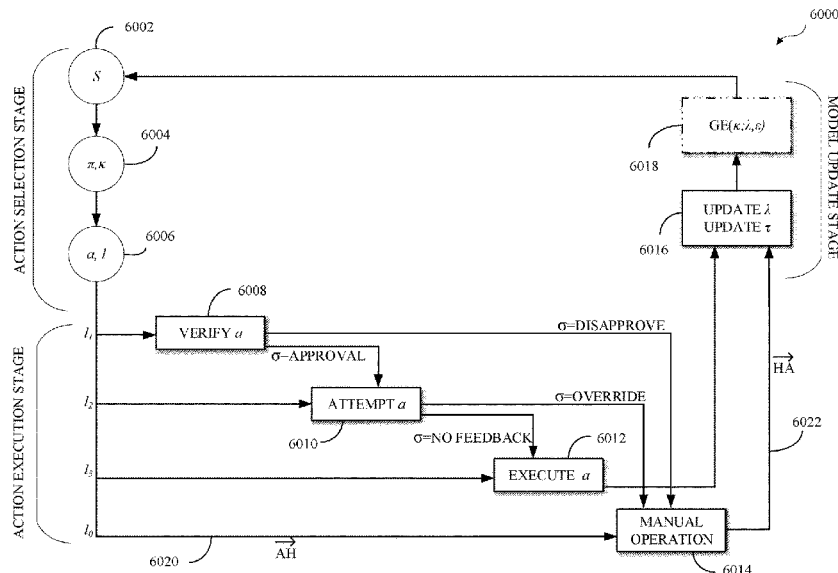 6002
6000
S
6004
π,κ
6006
a, l
ACTION SELECTION STAGE
GE(κ;λ,ε)
6018
UPDATE λ
UPDATE τ
6016
MODEL UPDATE STAGE
6008
l1
VERIFY a
σ=DISAPPROVE
σ=APPROVAL
HA
l2
ATTEMPT a
σ=OVERRIDE
6010
σ=NO FEEDBACK
6012
6022
l3
EXECUTE a
ACTION EXECUTION STAGE
l0
MANUAL
OPERATION
6020
AH
6014